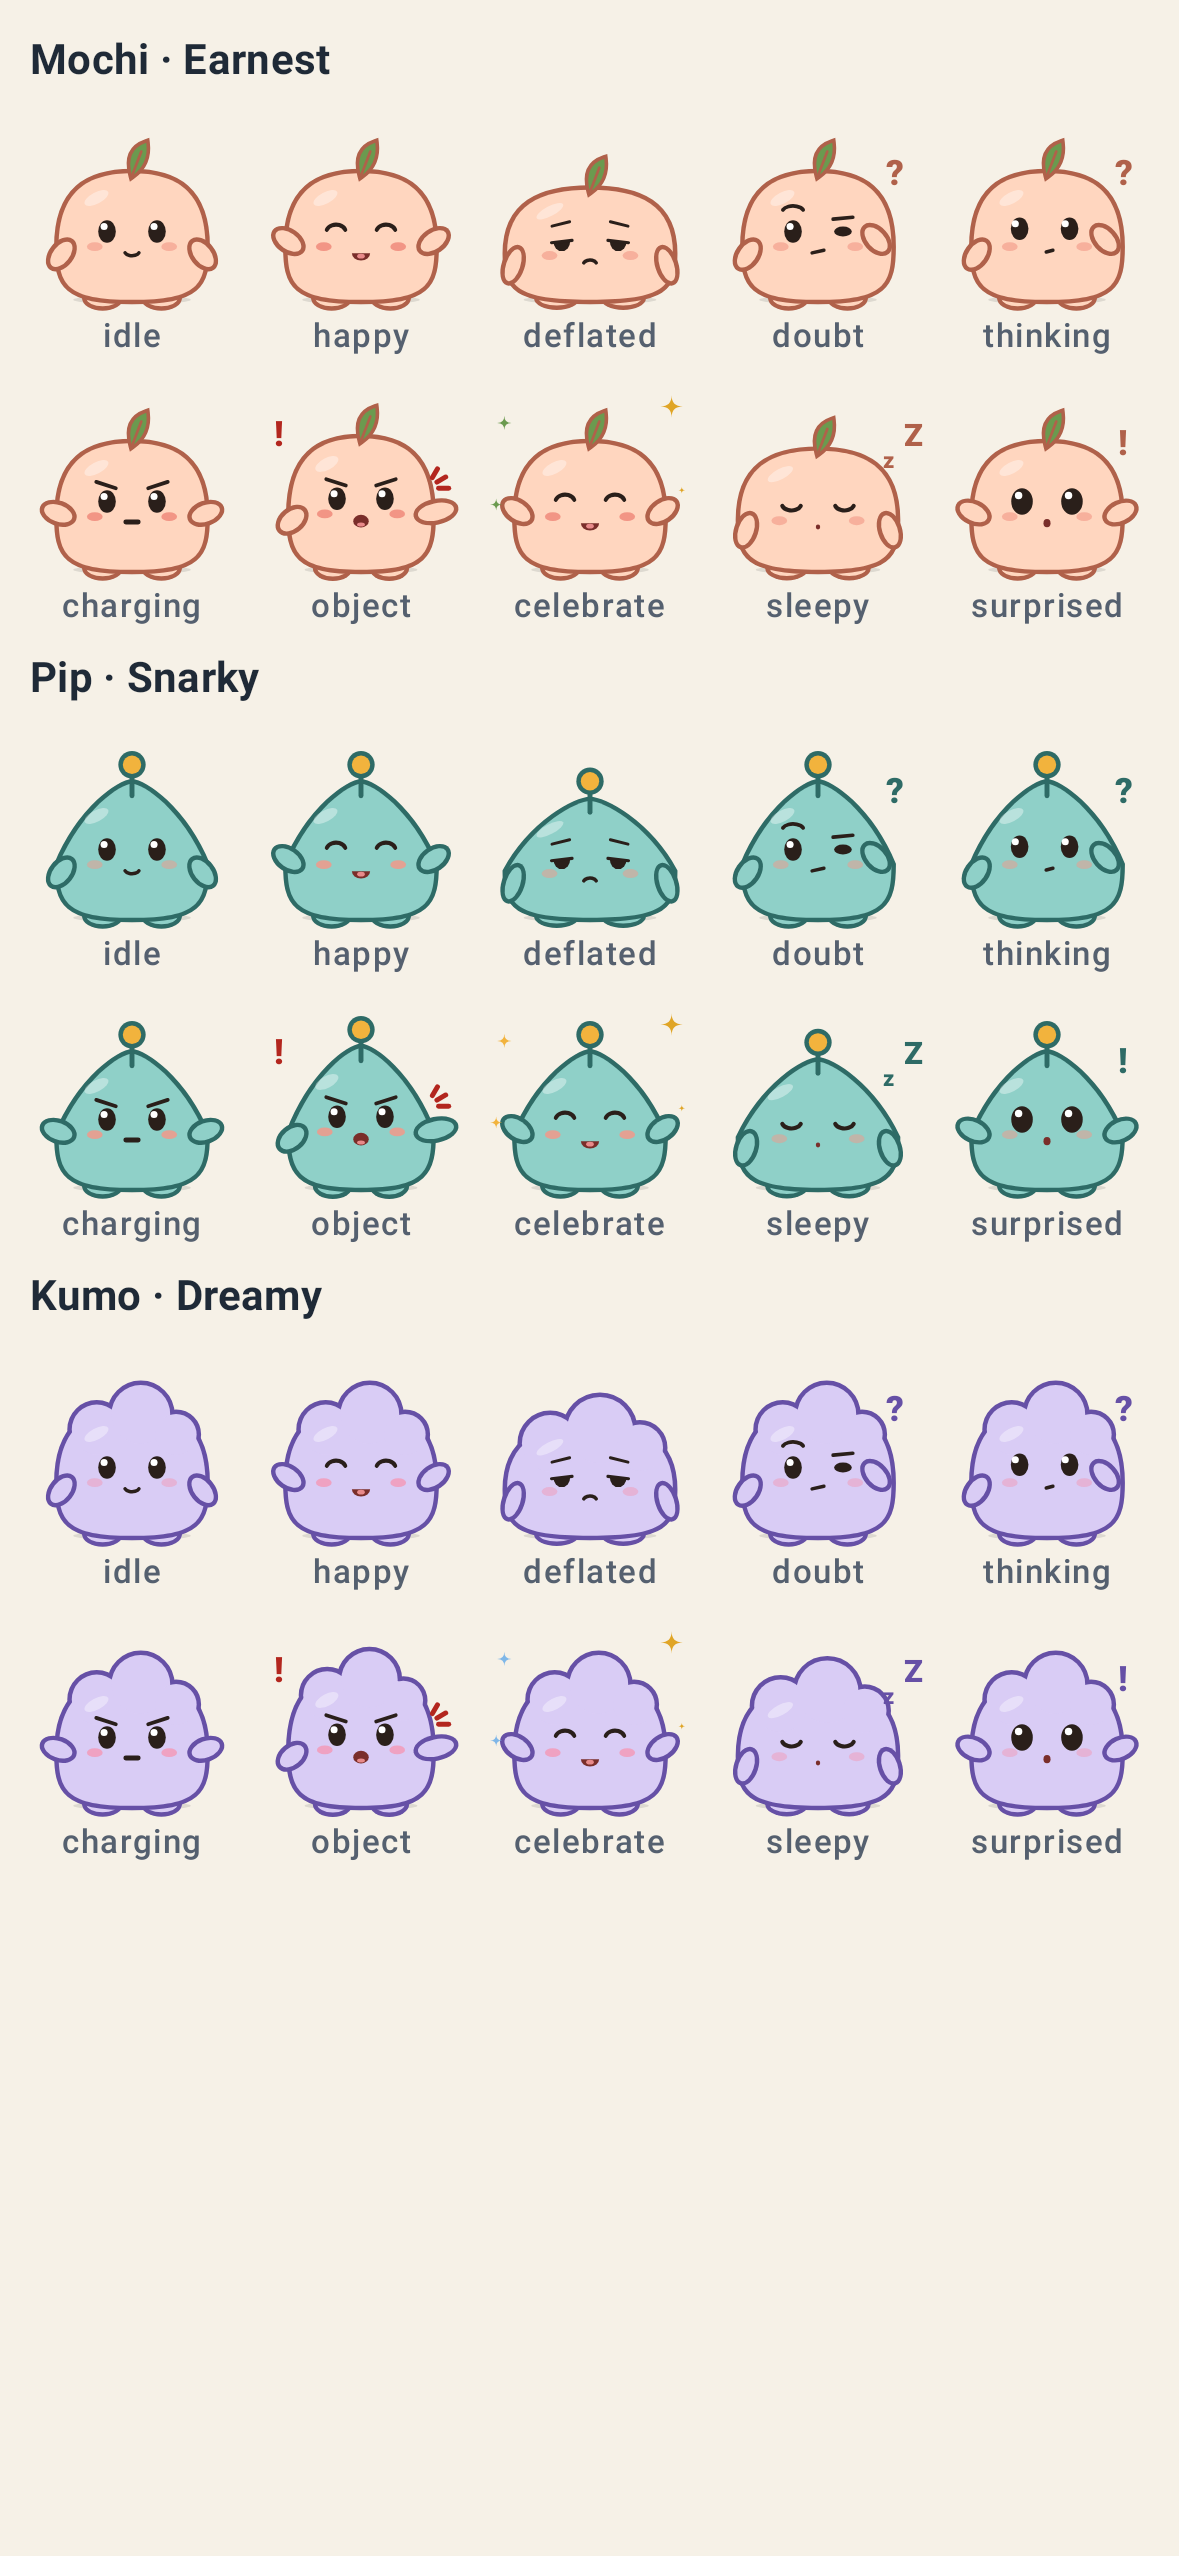 Mochi · Earnest
? ?
idle happy deflated doubt thinking
! Z z !
charging object celebrate sleepy surprised
Pip · Snarky
? ?
idle happy deflated doubt thinking
! Z z !
charging object celebrate sleepy surprised
Kumo · Dreamy
? ?
idle happy deflated doubt thinking
! Z z !
charging object celebrate sleepy surprised